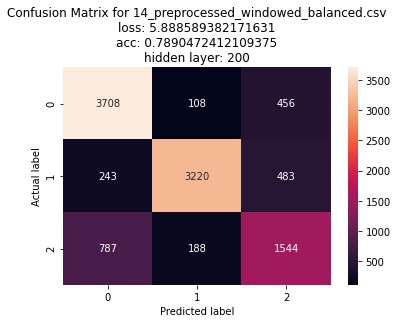 Confusion Matrix for 14_preprocessed_windowed_balanced.csv
loss: 5.888589382171631
acc: 0.7890472412109375
hidden layer: 200
0 3708 108 456
1 243 3220 483
2 787 188 1544
0 1 2
Actual label
Predicted label
3500
3000
2500
2000
1500
1000
500